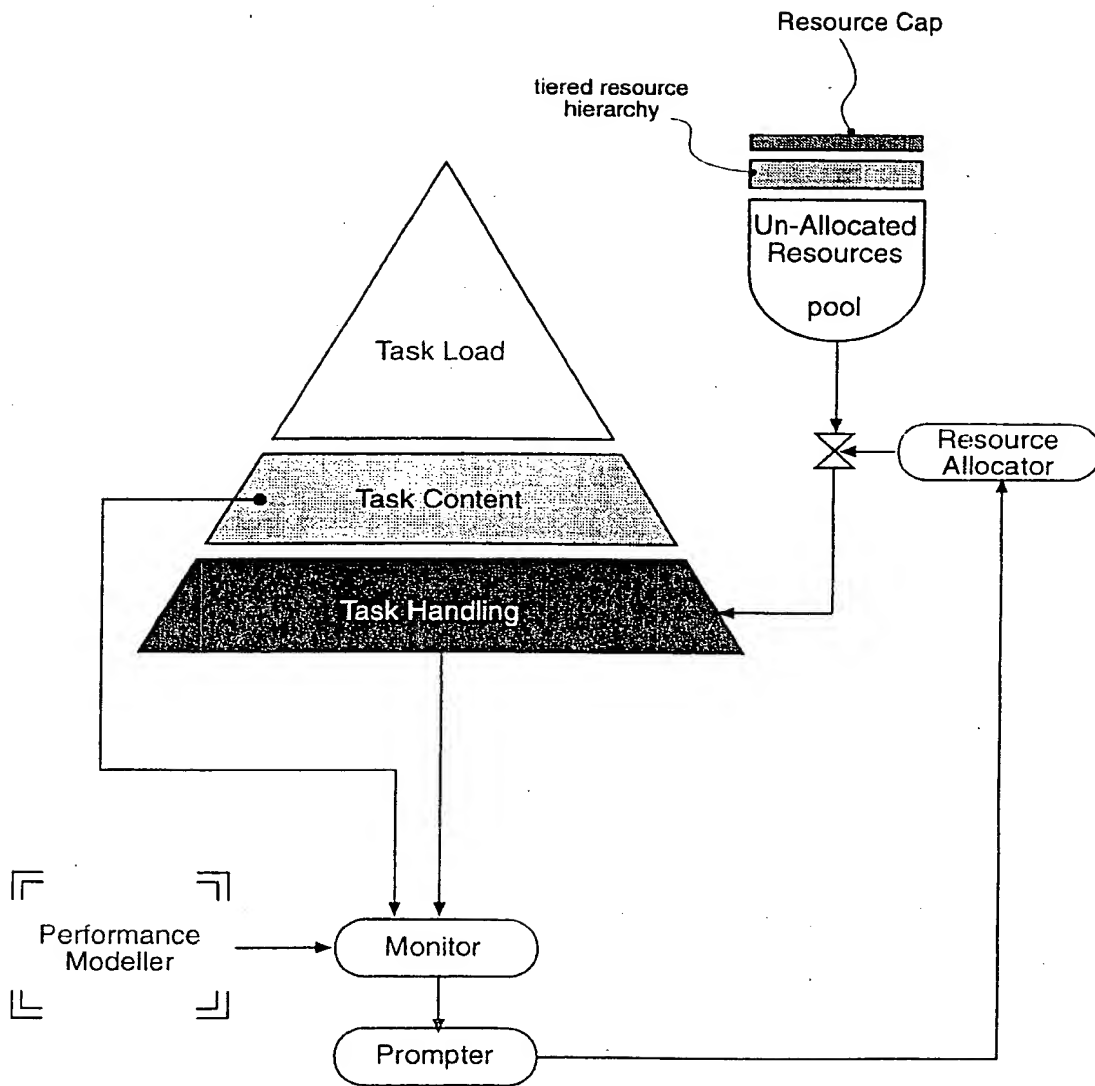 Resource Cap
tiered resource
hierarchy
Un-Allocated
Resources
pool
Task Load
Resource
Allocator
Task Content
Task Handling
Performance
Modeller
Monitor
Prompter